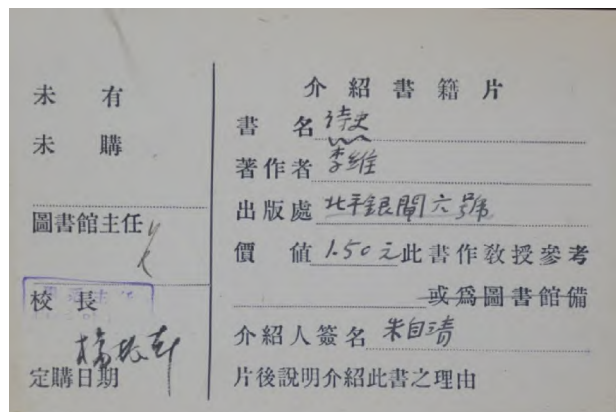 未 有
未 購
圖書館主任
校 長
楊振聲
定購日期
介 紹 書 籍 片
書 名 詩史
著作者 李維
出版處 北平銀閘六號
價 值 1.50元 此書作教授參考
或爲圖書館備
介紹人簽名 朱自清
片後說明介紹此書之理由